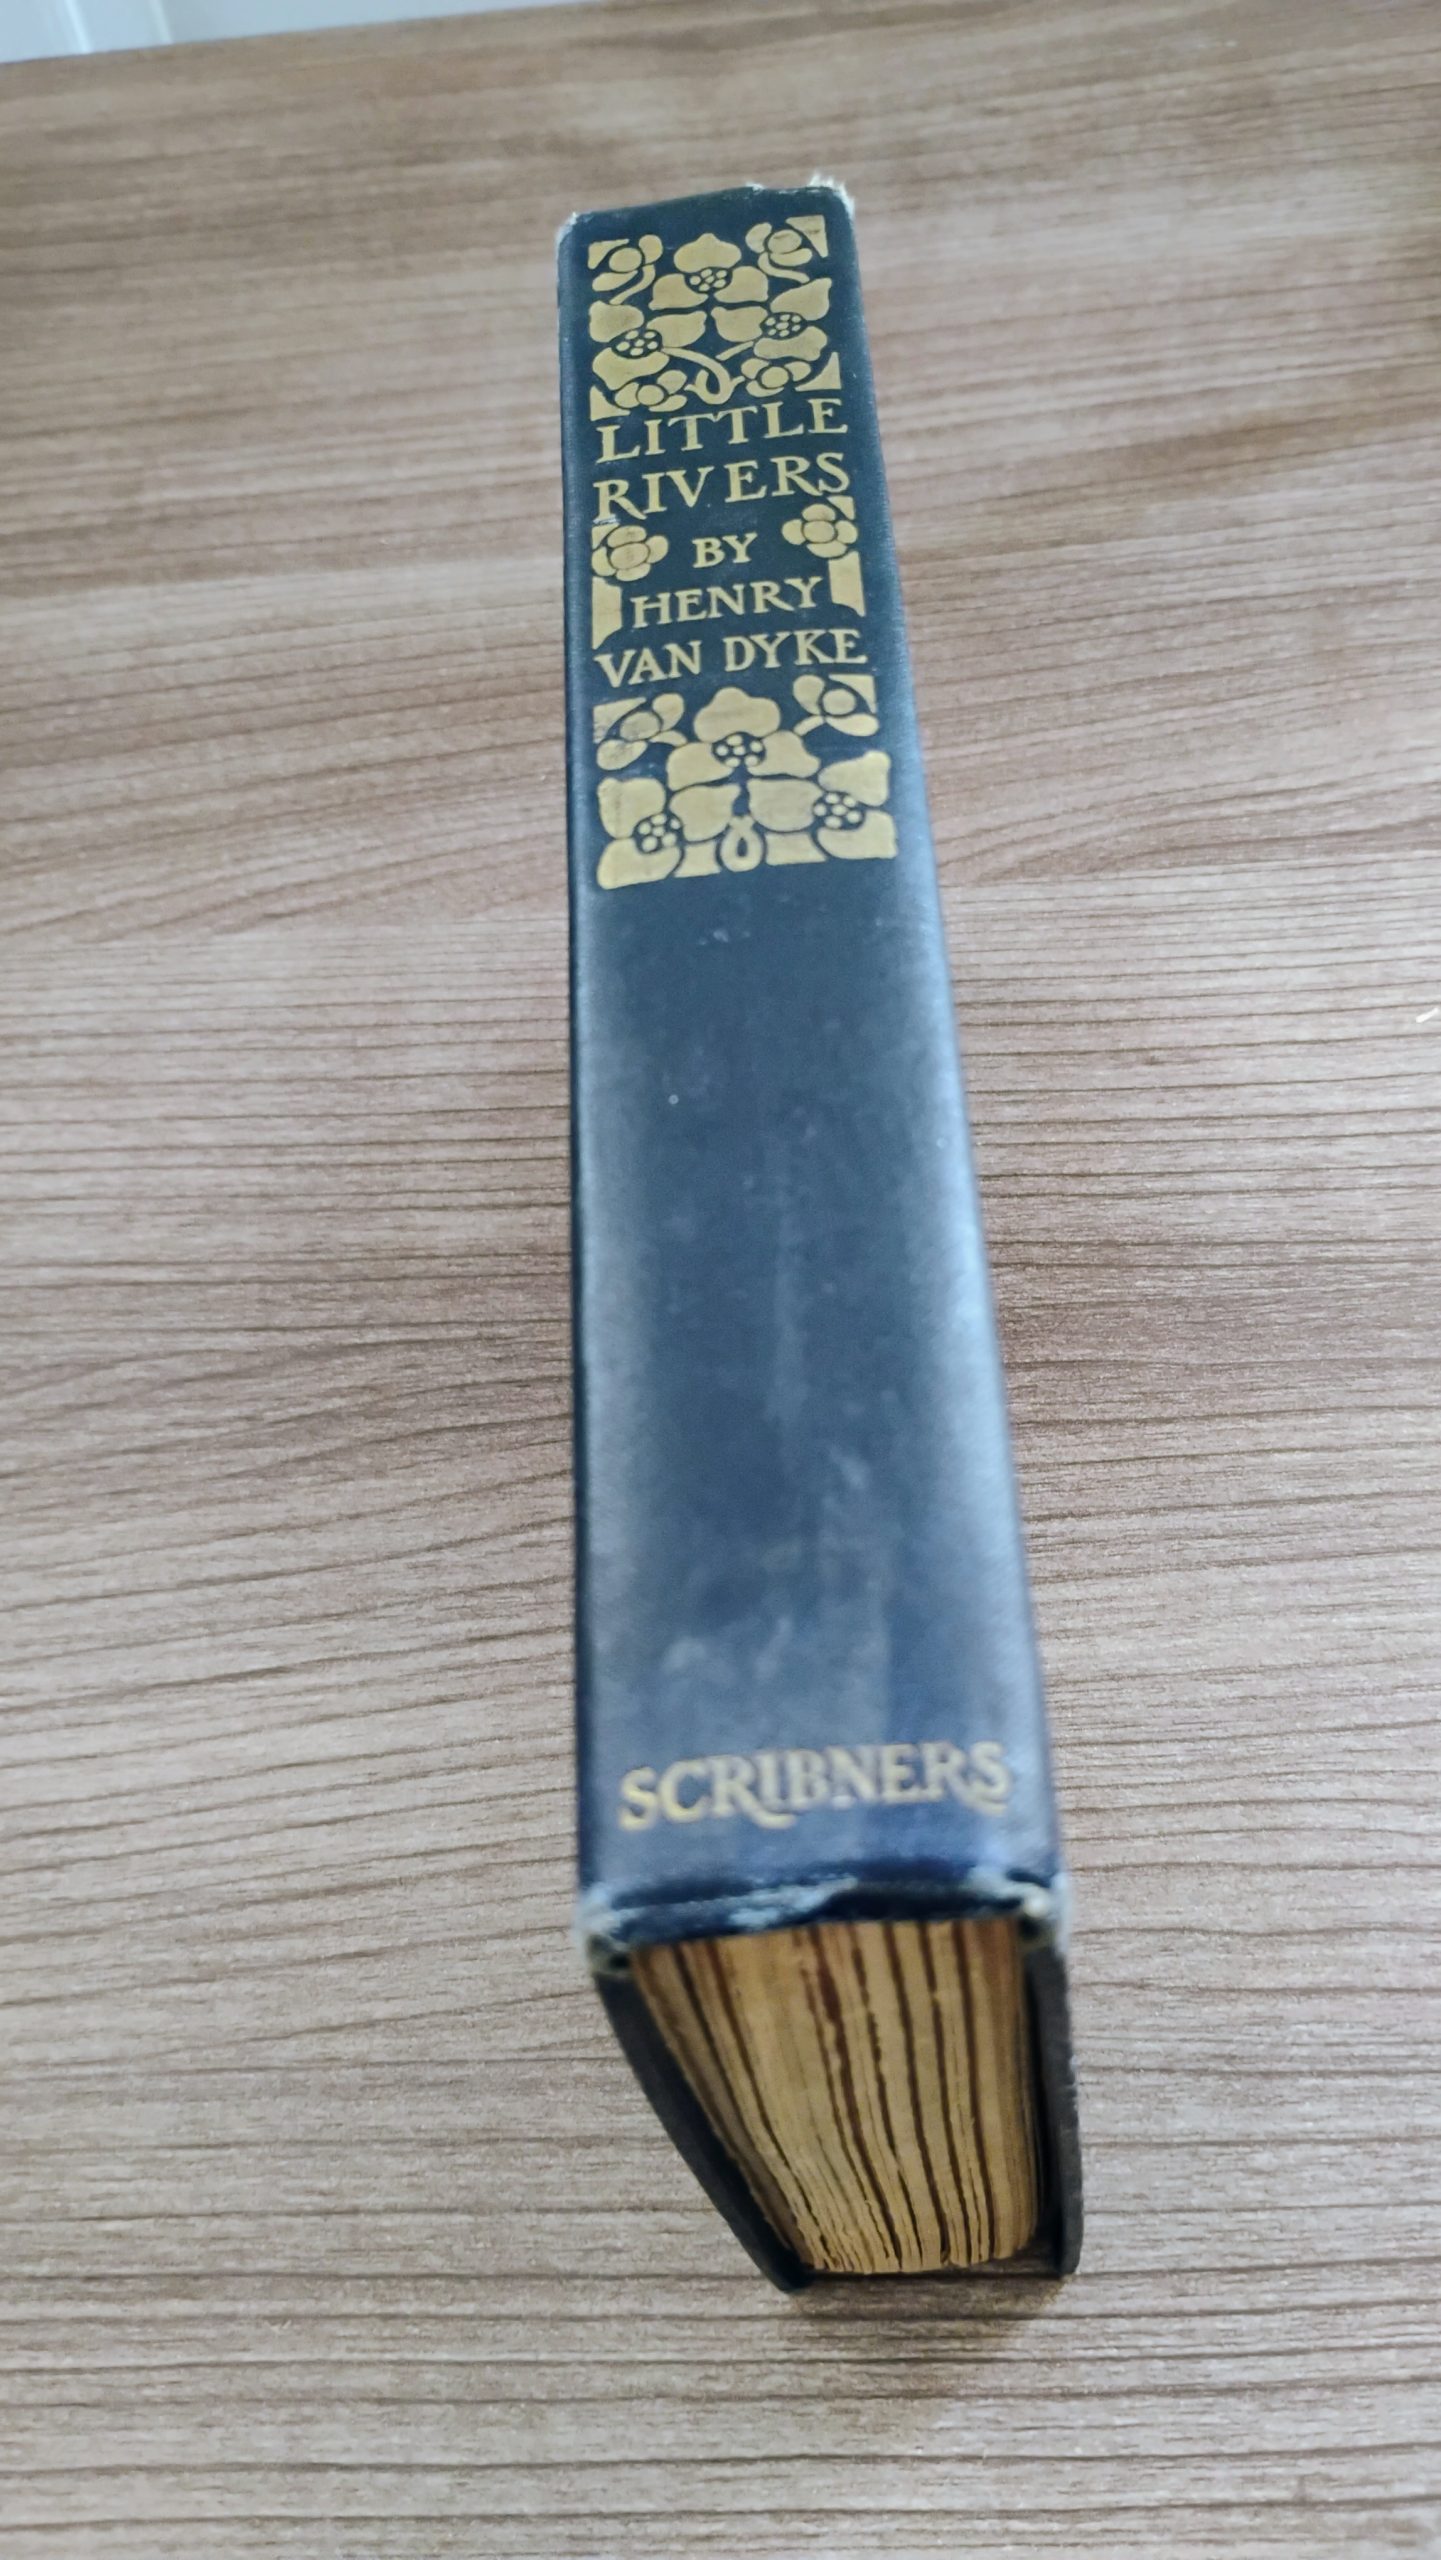 LITTLE
RIVERS
BY
HENRY
VAN DYKE
SCRIBNERS